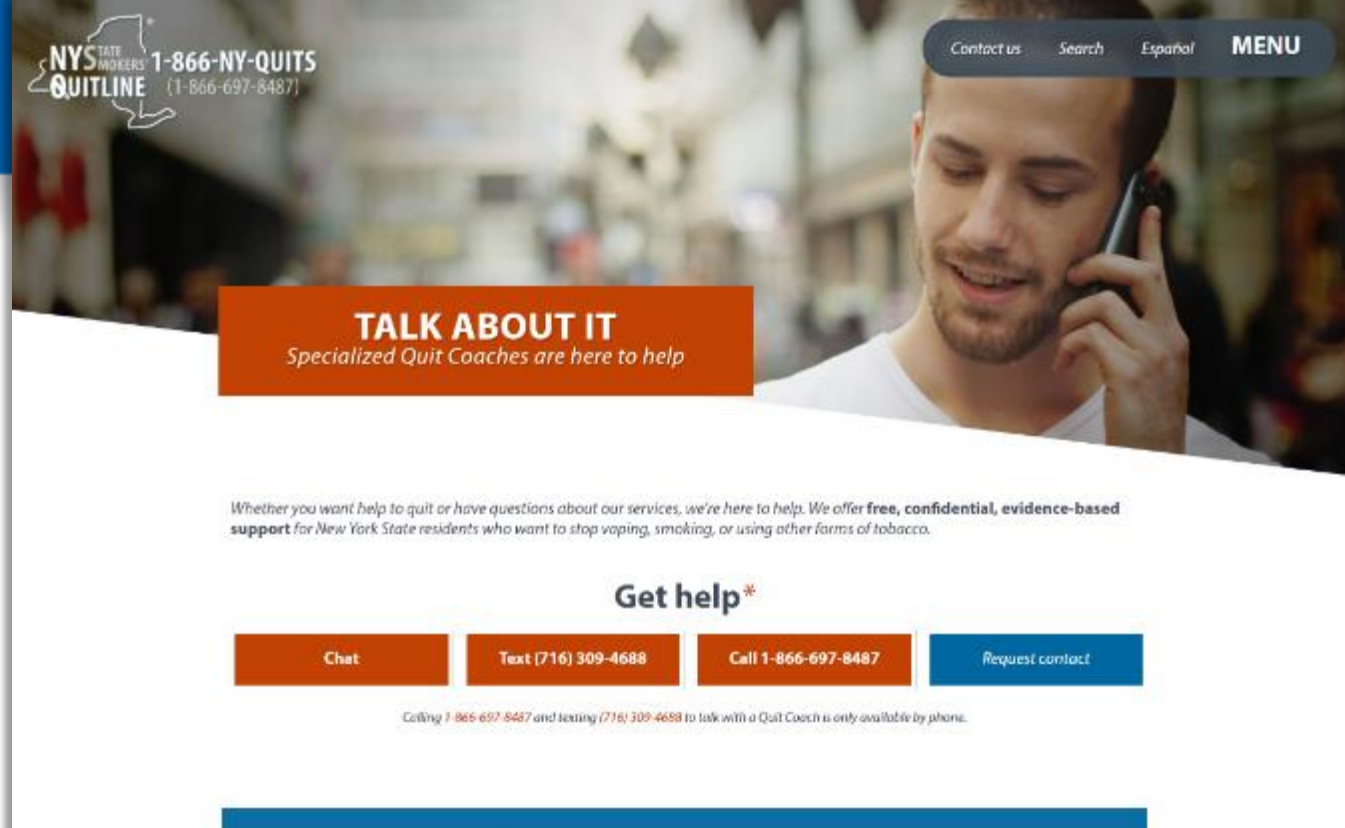 NYSTATE SMOKERS' QUITLINE
1-866-NY-QUITS
(1-866-697-8487)
Contact us Search Español MENU
TALK ABOUT IT
Specialized Quit Coaches are here to help
Whether you want help to quit or have questions about our services, we're here to help. We offer free, confidential, evidence-based
support for New York State residents who want to stop vaping, smoking, or using other forms of tobacco.
Get help*
Chat
Text (716) 309-4688
Call 1-866-697-8487
Request contact
Calling 1-866-697-8487 and texting (716) 309-4688 to talk with a Quit Coach is only available by phone.